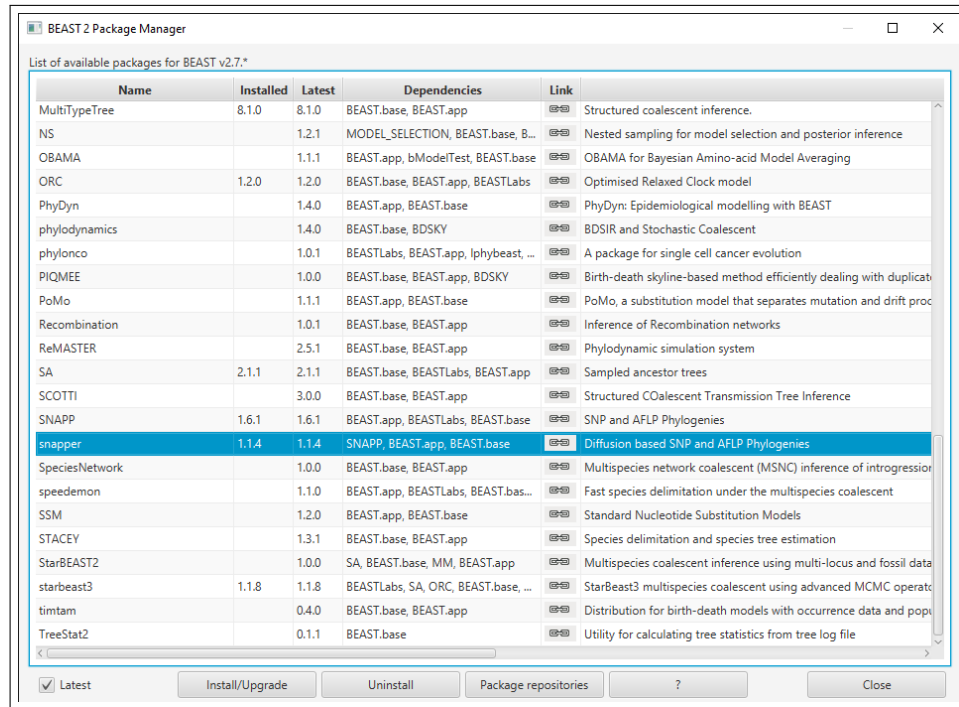 BEAST 2 Package Manager
List of available packages for BEAST v2.7.*
Name Installed Latest Dependencies Link
MultiTypeTree 8.1.0 8.1.0 BEAST.base, BEAST.app Structured coalescent inference.
NS 1.2.1 MODEL_SELECTION, BEAST.base, B... Nested sampling for model selection and posterior inference
OBAMA 1.1.1 BEAST.app, bModelTest, BEAST.base OBAMA for Bayesian Amino-acid Model Averaging
ORC 1.2.0 1.2.0 BEAST.base, BEAST.app, BEASTLabs Optimised Relaxed Clock model
PhyDyn 1.4.0 BEAST.app, BEAST.base PhyDyn: Epidemiological modelling with BEAST
phylodynamics 1.4.0 BEAST.base, BDSKY BDSIR and Stochastic Coalescent
phylonco 1.0.1 BEASTLabs, BEAST.app, lphybeast, ... A package for single cell cancer evolution
PIQMEE 1.0.0 BEAST.base, BEAST.app, BDSKY Birth-death skyline-based method efficiently dealing with duplicat
PoMo 1.1.1 BEAST.app, BEAST.base PoMo, a substitution model that separates mutation and drift proc
Recombination 1.0.1 BEAST.base, BEAST.app Inference of Recombination networks
ReMASTER 2.5.1 BEAST.base, BEAST.app Phylodynamic simulation system
SA 2.1.1 2.1.1 BEAST.base, BEASTLabs, BEAST.app Sampled ancestor trees
SCOTTI 3.0.0 BEAST.base, BEAST.app Structured COalescent Transmission Tree Inference
SNAPP 1.6.1 1.6.1 BEAST.app, BEASTLabs, BEAST.base SNP and AFLP Phylogenies
snapper 1.1.4 1.1.4 SNAPP, BEAST.app, BEAST.base Diffusion based SNP and AFLP Phylogenies
SpeciesNetwork 1.0.0 BEAST.app, BEAST.base Multispecies network coalescent (MSNC) inference of introgression
speedemon 1.1.0 BEAST.app, BEASTLabs, BEAST.bas... Fast species delimitation under the multispecies coalescent
SSM 1.2.0 BEAST.app, BEAST.base Standard Nucleotide Substitution Models
STACEY 1.3.1 BEAST.app, BEAST.base Species delimitation and species tree estimation
StarBEAST2 1.0.0 SA, BEAST.base, MM, BEAST.app Multispecies coalescent inference using multi-locus and fossil data
starbeast3 1.1.8 1.1.8 BEASTLabs, SA, ORC, BEAST.base, ... StarBeast3 multispecies coalescent using advanced MCMC operato
timtam 0.4.0 BEAST.base, BEAST.app Distribution for birth-death models with occurrence data and popu
TreeStat2 0.1.1 BEAST.base Utility for calculating tree statistics from tree log file
Latest Install/Upgrade Uninstall Package repositories ? Close